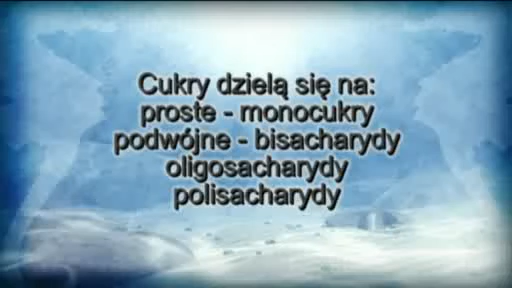 Cukry dzielą się na:
proste - monocukry
podwójne - bisacharydy
oligosacharydy
polisacharydy